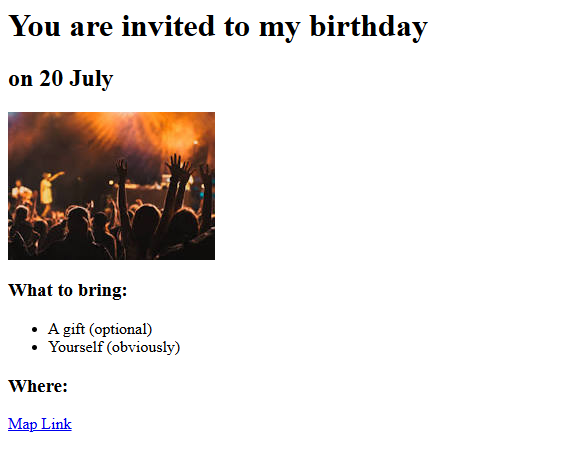 You are invited to my birthday
on 20 July
What to bring:
A gift (optional)
Yourself (obviously)
Where:
Map Link